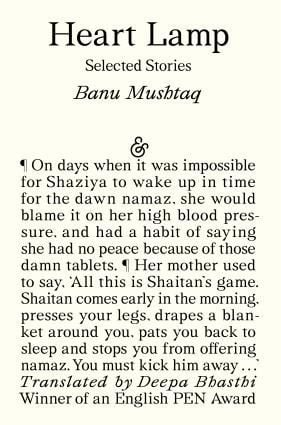 Heart Lamp
Selected Stories
Banu Mushtaq
&
¶ On days when it was impossible
for Shaziya to wake up in time
for the dawn namaz, she would
blame it on her high blood pres-
sure, and had a habit of saying
she had no peace because of those
damn tablets. ¶ Her mother used
to say, ‘All this is Shaitan’s game.
Shaitan comes early in the morning,
presses your legs, drapes a blan-
ket around you, pats you back to
sleep and stops you from offering
namaz. You must kick him away …’
Translated by Deepa Bhasthi
Winner of an English PEN Award